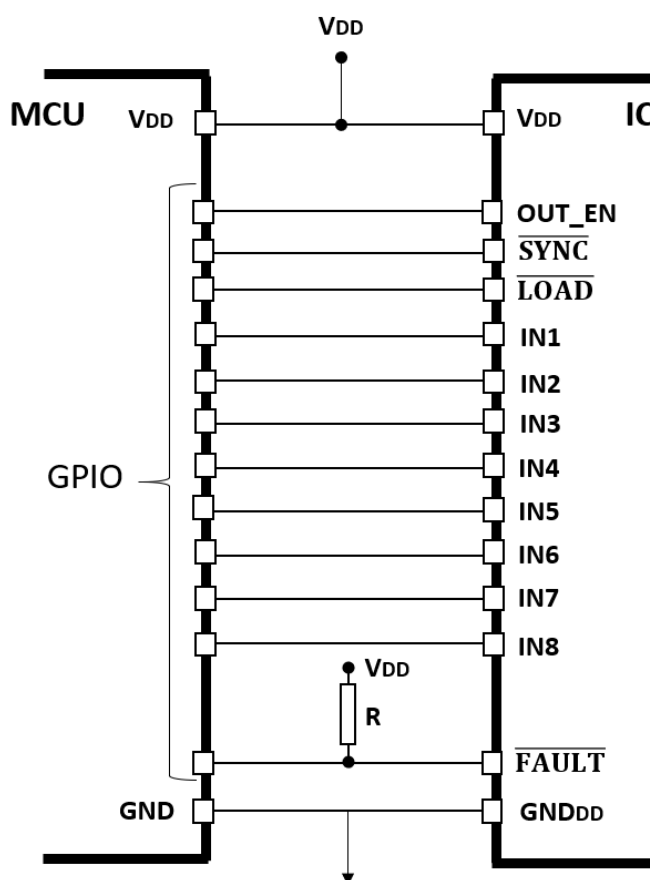 VDD
MCU VDD VDD IC
OUT_EN
SYNC
LOAD
IN1
IN2
IN3
IN4
GPIO
IN5
IN6
IN7
IN8
VDD
R
FAULT
GND GNDDD